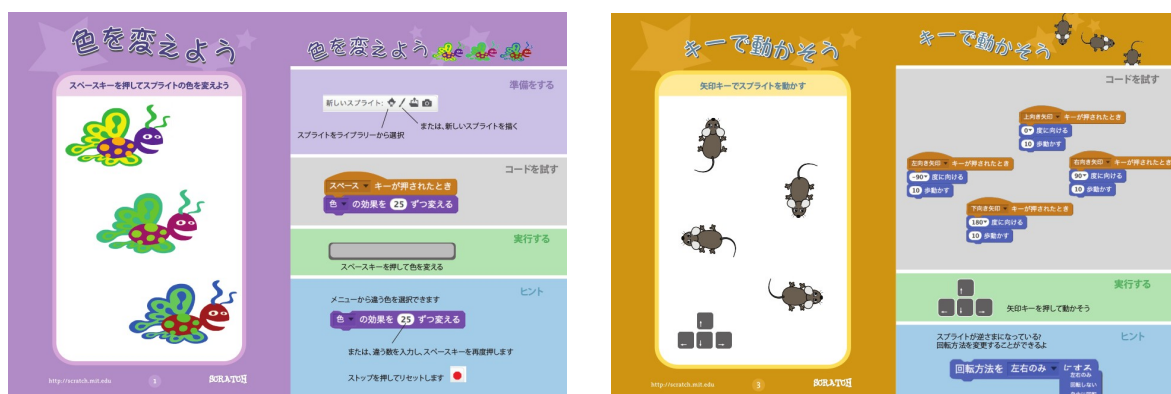 色を変えよう
スペースキーを押してスプライトの色を変えよう
http://scratch.mit.edu
1
SCRATCH
色を変えよう
準備をする
新しいスプライト:
または、新しいスプライトを描く
スプライトをライブラリーから選択
コードを試す
スペース キーが押されたとき
色 の効果を 25 ずつ変える
実行する
スペースキーを押して色を変える
ヒント
メニューから違う色を選択できます
色 の効果を 25 ずつ変える
または、違う数を入力し、スペースキーを再度押します
ストップを押してリセットします
キーで動かそう
矢印キーでスプライトを動かす
↑
← ↓ →
http://scratch.mit.edu
3
SCRATCH
キーで動かそう
コードを試す
上向き矢印 キーが押されたとき
0 度に向ける
10 歩動かす
左向き矢印 キーが押されたとき
-90 度に向ける
10 歩動かす
右向き矢印 キーが押されたとき
90 度に向ける
10 歩動かす
下向き矢印 キーが押されたとき
180 度に向ける
10 歩動かす
実行する
↑
← ↓ →
矢印キーを押して動かそう
ヒント
スプライトが逆さまになっている?
回転方法を変更することができるよ
回転方法を 左右のみ にする
左右のみ
回転しない